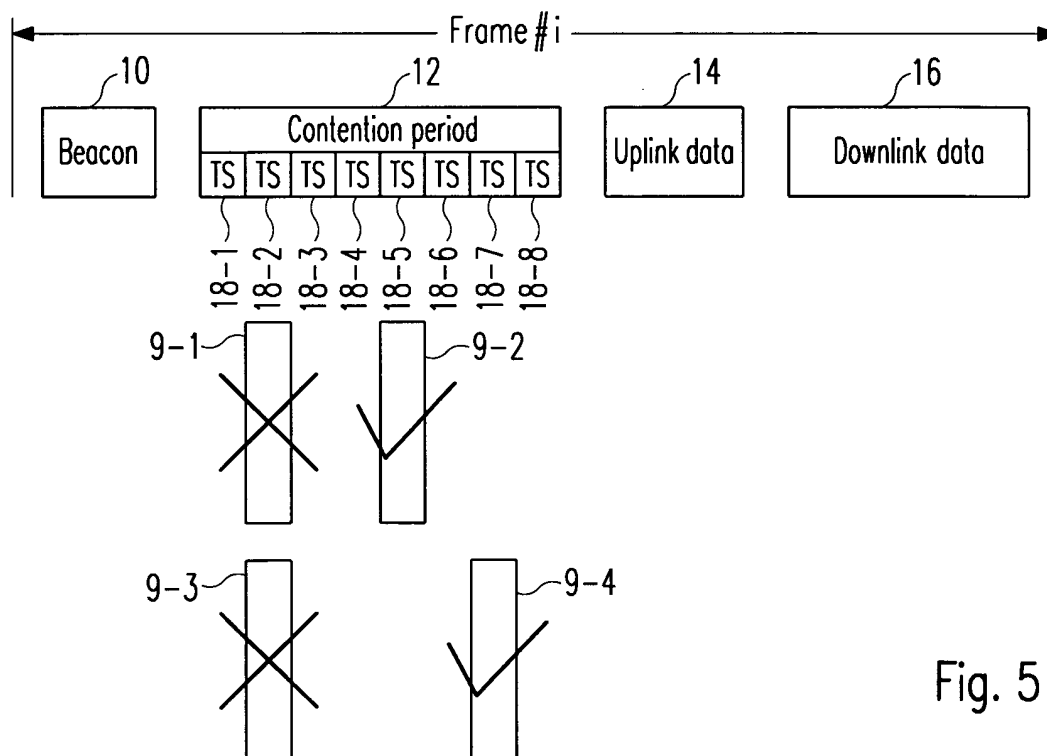 Frame #i
10
12
14
16
Beacon
Contention period
Uplink data
Downlink data
TS TS TS TS TS TS TS TS
18-1 18-2 18-3 18-4 18-5 18-6 18-7 18-8
9-1
9-2
9-3
9-4
Fig. 5